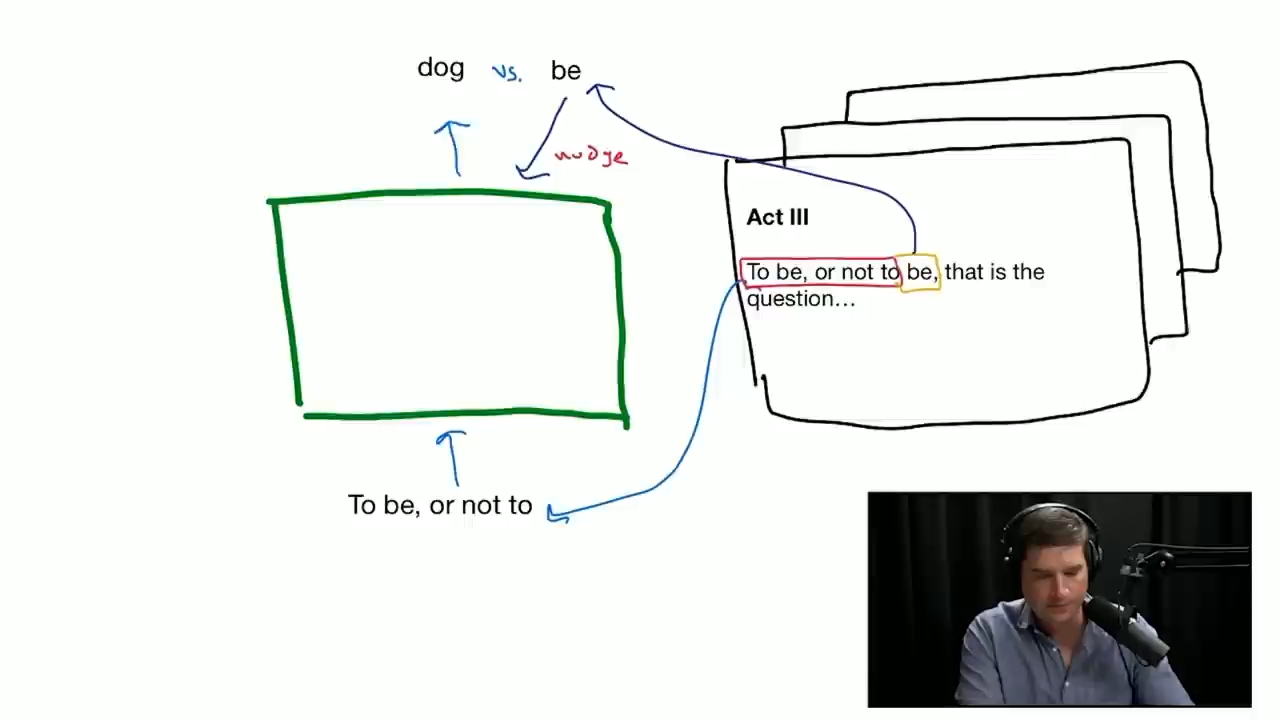 dog vs. be
nudge
Act III
To be, or not to be, that is the
question…
To be, or not to